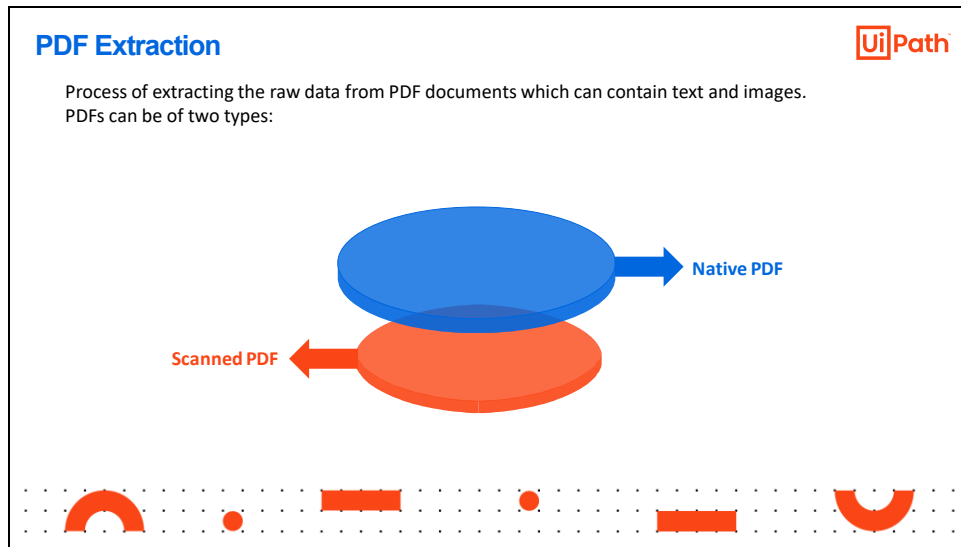 PDF Extraction
UiPath
Process of extracting the raw data from PDF documents which can contain text and images.
PDFs can be of two types:
Native PDF
Scanned PDF